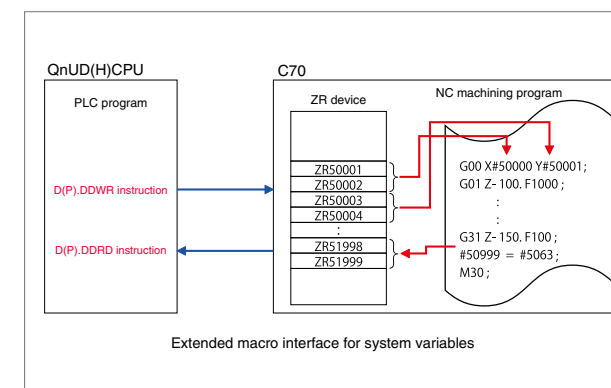 QnUD(H)CPU
PLC program
D(P).DDWR instruction
D(P).DDRD instruction
C70
ZR device
ZR50001
ZR50002
ZR50003
ZR50004
:
ZR51998
ZR51999
NC machining program
G00 X#50000 Y#50001;
G01 Z-100. F1000 ;
:
:
G31 Z-150. F100 ;
#50999 = #5063 ;
M30 ;
Extended macro interface for system variables